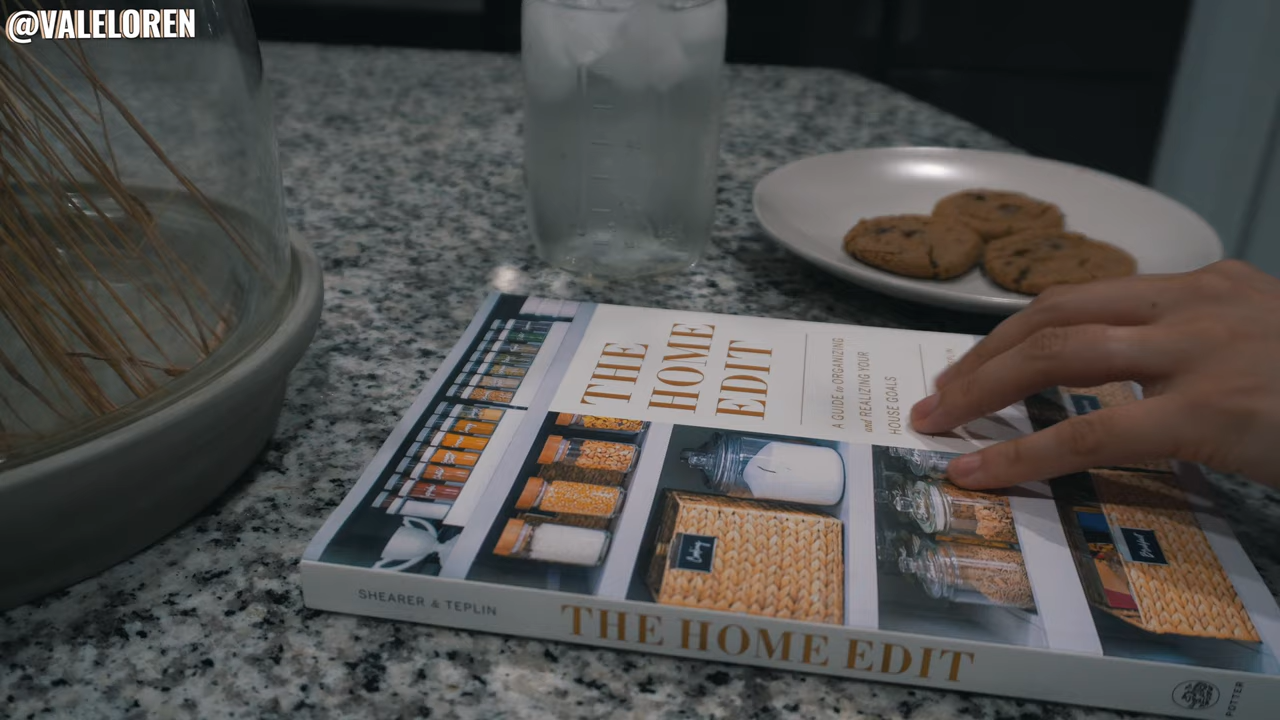 @VALELOREN
THE
HOME
EDIT
A GUIDE to ORGANIZING
and REALIZING YOUR
HOUSE GOALS
SHEARER & TEPLIN
THE HOME EDIT
POTTER